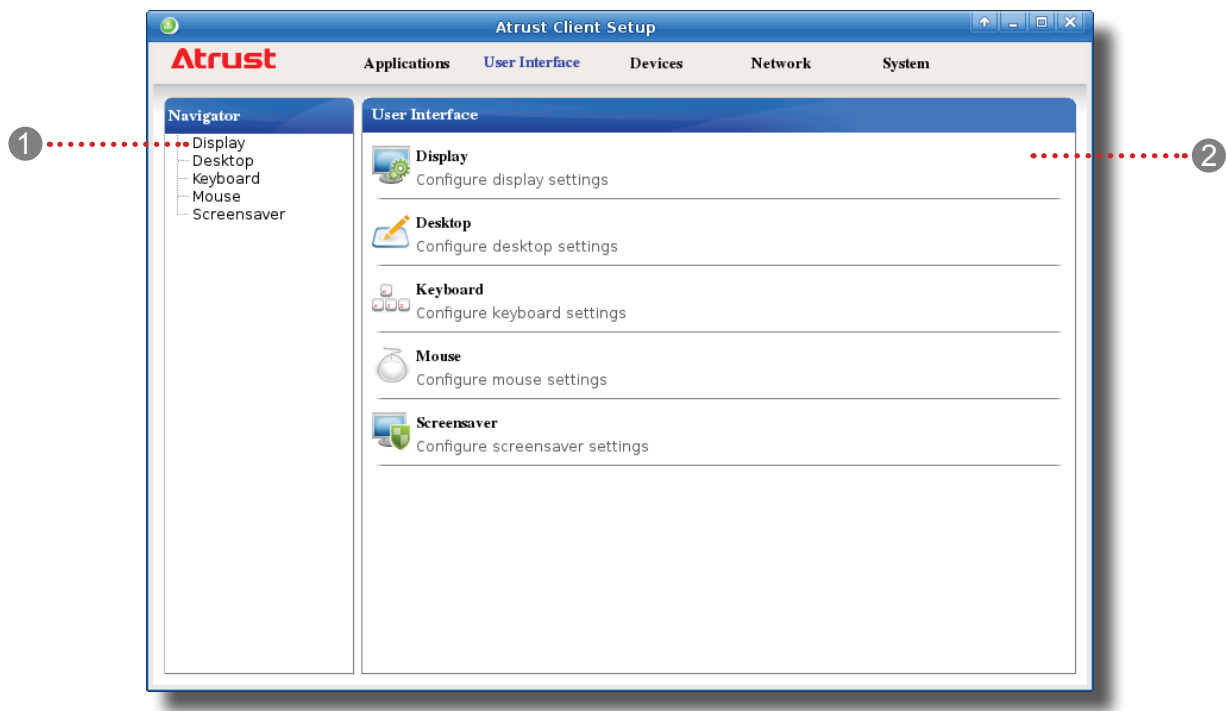 Atrust Client Setup
Atrust
Applications User Interface Devices Network System
Navigator
Display
Desktop
Keyboard
Mouse
Screensaver
User Interface
Display
Configure display settings
Desktop
Configure desktop settings
Keyboard
Configure keyboard settings
Mouse
Configure mouse settings
Screensaver
Configure screensaver settings
1
2